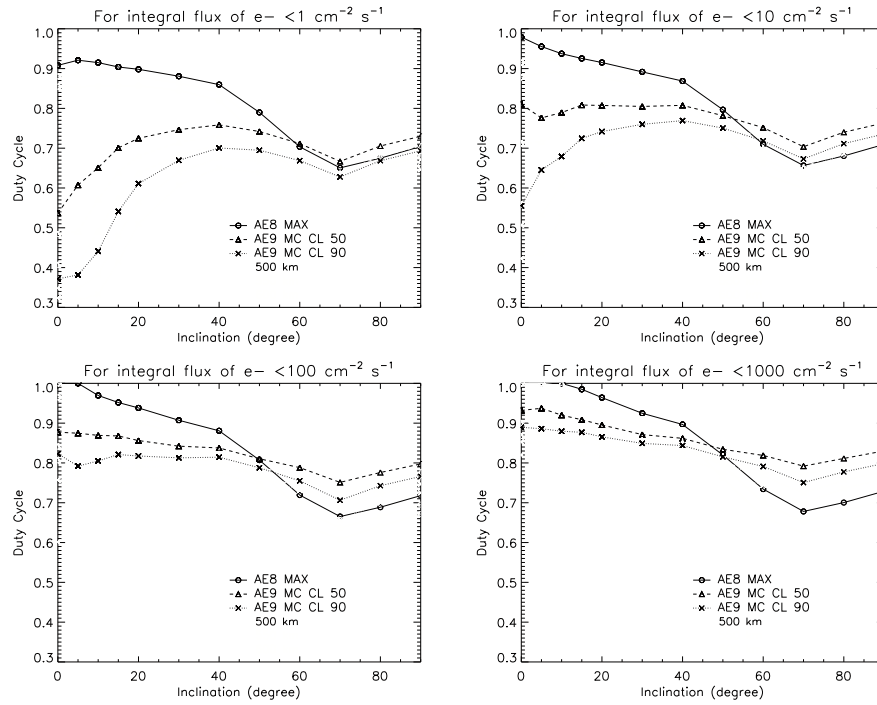 For integral flux of e− <1 cm−2 s−1
1.0
0.9
0.8
0.7
0.6
0.5
0.4
0.3
Duty Cycle
AE8 MAX
AE9 MC CL 50
AE9 MC CL 90
500 km
0 20 40 60 80
Inclination (degree)
For integral flux of e− <10 cm−2 s−1
1.0
0.9
0.8
0.7
0.6
0.5
0.4
0.3
Duty Cycle
AE8 MAX
AE9 MC CL 50
AE9 MC CL 90
500 km
0 20 40 60 80
Inclination (degree)
For integral flux of e− <100 cm−2 s−1
1.0
0.9
0.8
0.7
0.6
0.5
0.4
0.3
Duty Cycle
AE8 MAX
AE9 MC CL 50
AE9 MC CL 90
500 km
0 20 40 60 80
Inclination (degree)
For integral flux of e− <1000 cm−2 s−1
1.0
0.9
0.8
0.7
0.6
0.5
0.4
0.3
Duty Cycle
AE8 MAX
AE9 MC CL 50
AE9 MC CL 90
500 km
0 20 40 60 80
Inclination (degree)